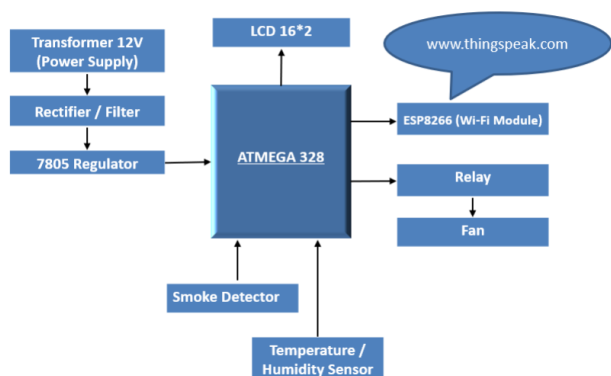 Transformer 12V
(Power Supply)
LCD 16*2
www.thingspeak.com
Rectifier / Filter
ESP8266 (Wi-Fi Module)
7805 Regulator
ATMEGA 328
Relay
Fan
Smoke Detector
Temperature /
Humidity Sensor